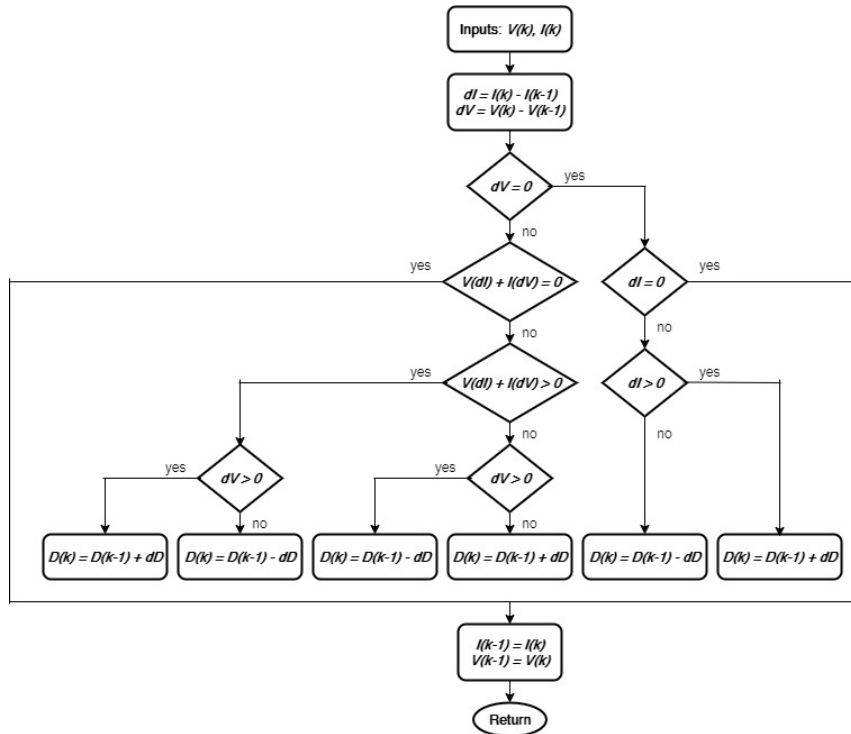 Inputs: V(k), I(k)
dI = I(k) - I(k-1)
dV = V(k) - V(k-1)
dV = 0
yes
no
yes
V(dI) + I(dV) = 0
dI = 0
yes
no
no
yes
V(dI) + I(dV) > 0
dI > 0
yes
no
no
yes
dV > 0
yes
dV > 0
no
no
D(k) = D(k-1) + dD
D(k) = D(k-1) - dD
D(k) = D(k-1) - dD
D(k) = D(k-1) + dD
D(k) = D(k-1) - dD
D(k) = D(k-1) + dD
I(k-1) = I(k)
V(k-1) = V(k)
Return